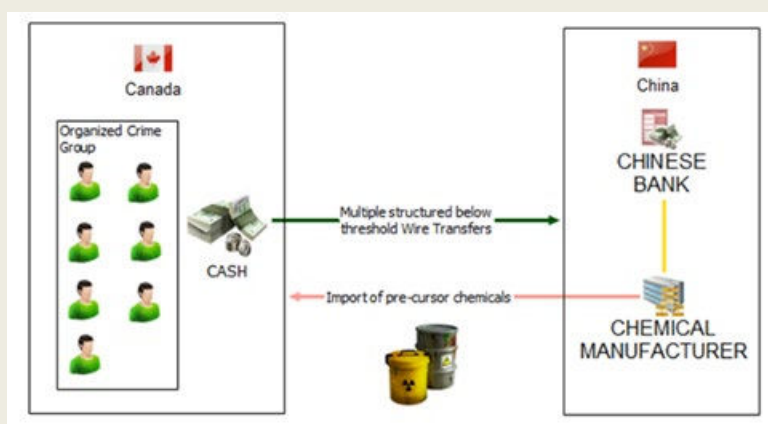 Canada
Organized Crime
Group
CASH
Multiple structured below
threshold Wire Transfers
Import of pre-cursor chemicals
China
CHINESE
BANK
CHEMICAL
MANUFACTURER